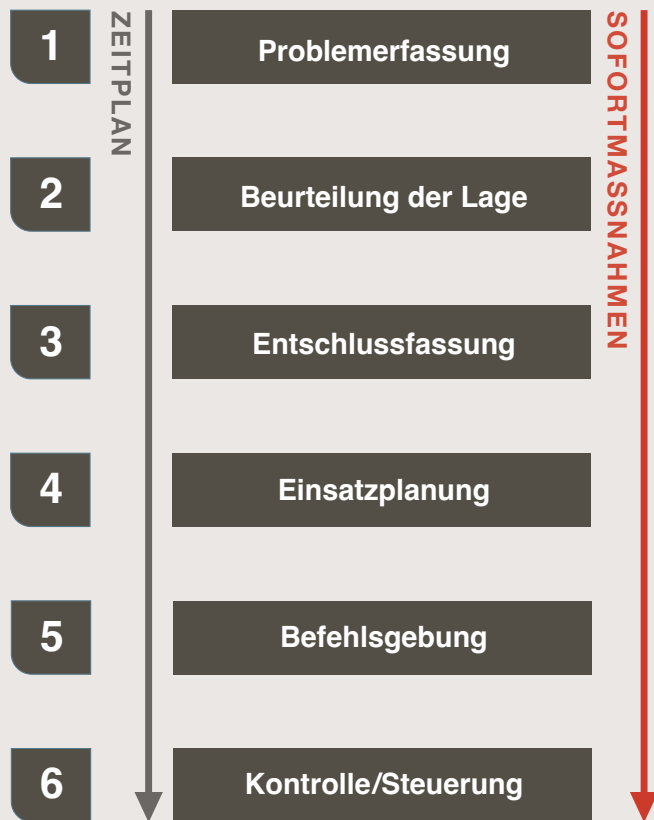 1
ZEITPLAN
Problemerfassung
SOFORTMASSNAHMEN
2
Beurteilung der Lage
3
Entschlussfassung
4
Einsatzplanung
5
Befehlsgebung
6
Kontrolle/Steuerung